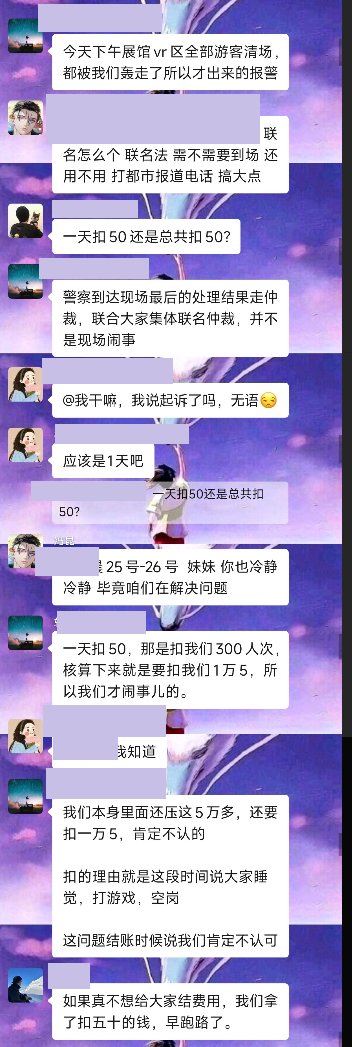 今天下午展馆 vr 区全部游客清场，
都被我们轰走了所以才出来的报警
联
名怎么个 联名法 需不需要到场 还
用不用 打都市报道电话 搞大点
一天扣 50 还是总共扣 50？
警察到达现场最后的处理结果走仲
裁，联合大家集体联名仲裁，并不
是现场闹事
@我干嘛，我说起诉了吗，无语😒
应该是1天吧
一天扣50还是总共扣
50？
25 号-26 号 妹妹 你也冷静
冷静 毕竟咱们在解决问题
一天扣 50，那是扣我们 300 人次，
核算下来就是要扣我们 1万 5，所
以我们才闹事儿的。
我知道
我们本身里面还压这 5 万多，还要
扣一万 5，肯定不认的
扣的理由就是这段时间说大家睡
觉，打游戏，空岗
这问题结账时候说我们肯定不认可
如果真不想给大家结费用，我们拿
了扣五十的钱，早跑路了。